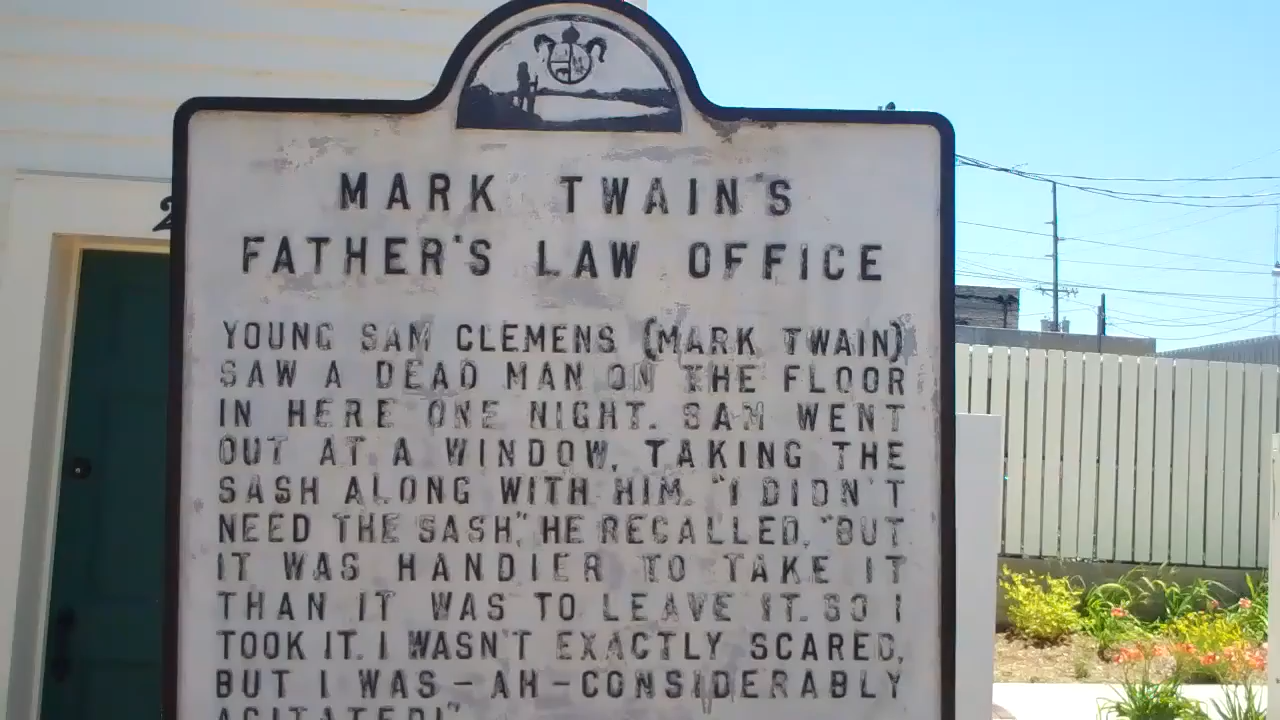 2
MARK TWAIN'S
FATHER'S LAW OFFICE
YOUNG SAM CLEMENS (MARK TWAIN)
SAW A DEAD MAN ON THE FLOOR
IN HERE ONE NIGHT. SAM WENT
OUT AT A WINDOW, TAKING THE
SASH ALONG WITH HIM. "I DIDN'T
NEED THE SASH", HE RECALLED, "BUT
IT WAS HANDIER TO TAKE IT
THAN IT WAS TO LEAVE IT. SO I
TOOK IT. I WASN'T EXACTLY SCARED,
BUT I WAS – AH – CONSIDERABLY
AGITATED!"